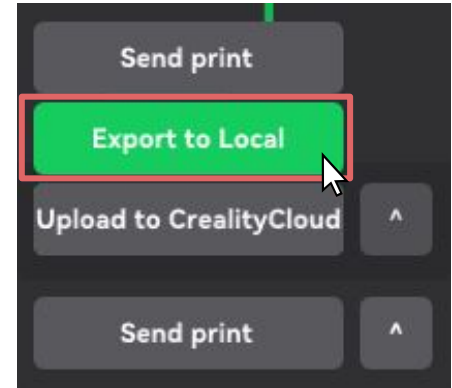 Send print
Export to Local
Upload to CrealityCloud ^
Send print ^